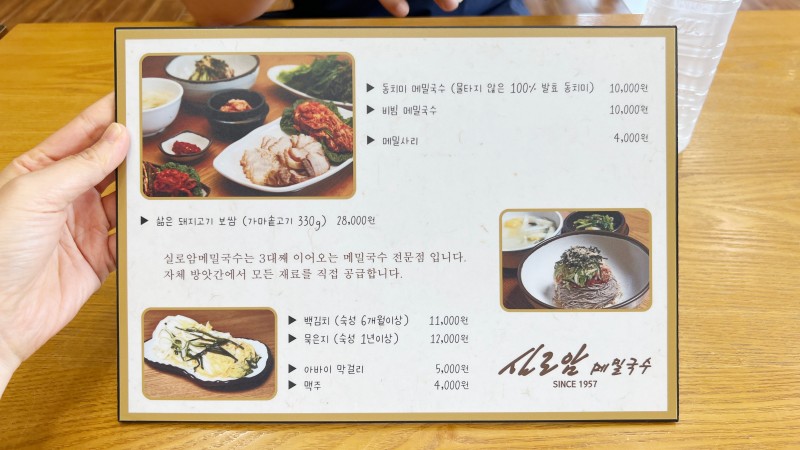 ▶ 동치미 메밀국수 (물타지 않은 100% 발효 동치미) 10,000원
▶ 비빔 메밀국수 10,000원
▶ 메밀사리 4,000원
▶ 삶은 돼지고기 보쌈 (가마솥고기 330g) 28,000원
실로암메밀국수는 3대째 이어오는 메밀국수 전문점 입니다.
자체 방앗간에서 모든 재료를 직접 공급합니다.
▶ 백김치 (숙성 6개월이상) 11,000원
▶ 묵은지 (숙성 1년이상) 12,000원
▶ 아바이 막걸리 5,000원
▶ 맥주 4,000원
실로암 메밀국수
SINCE 1957